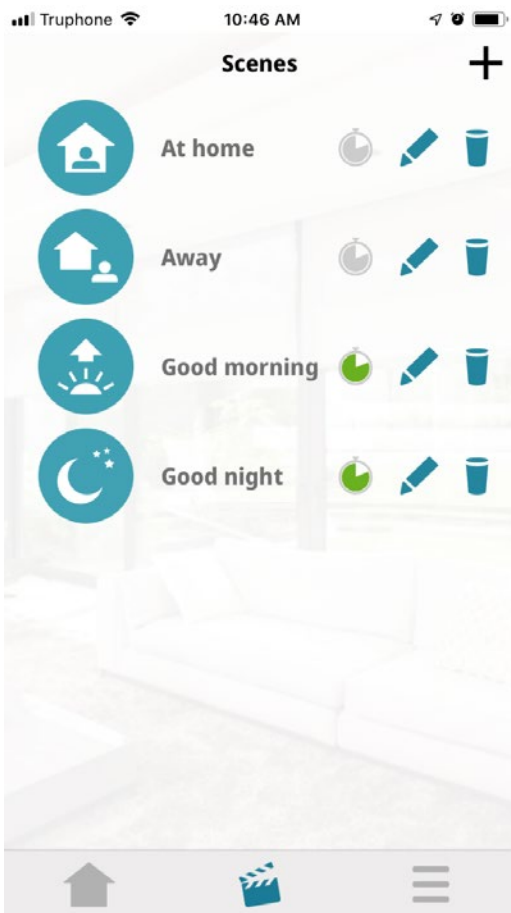 Truphone 10:46 AM
Scenes
At home
Away
Good morning
Good night